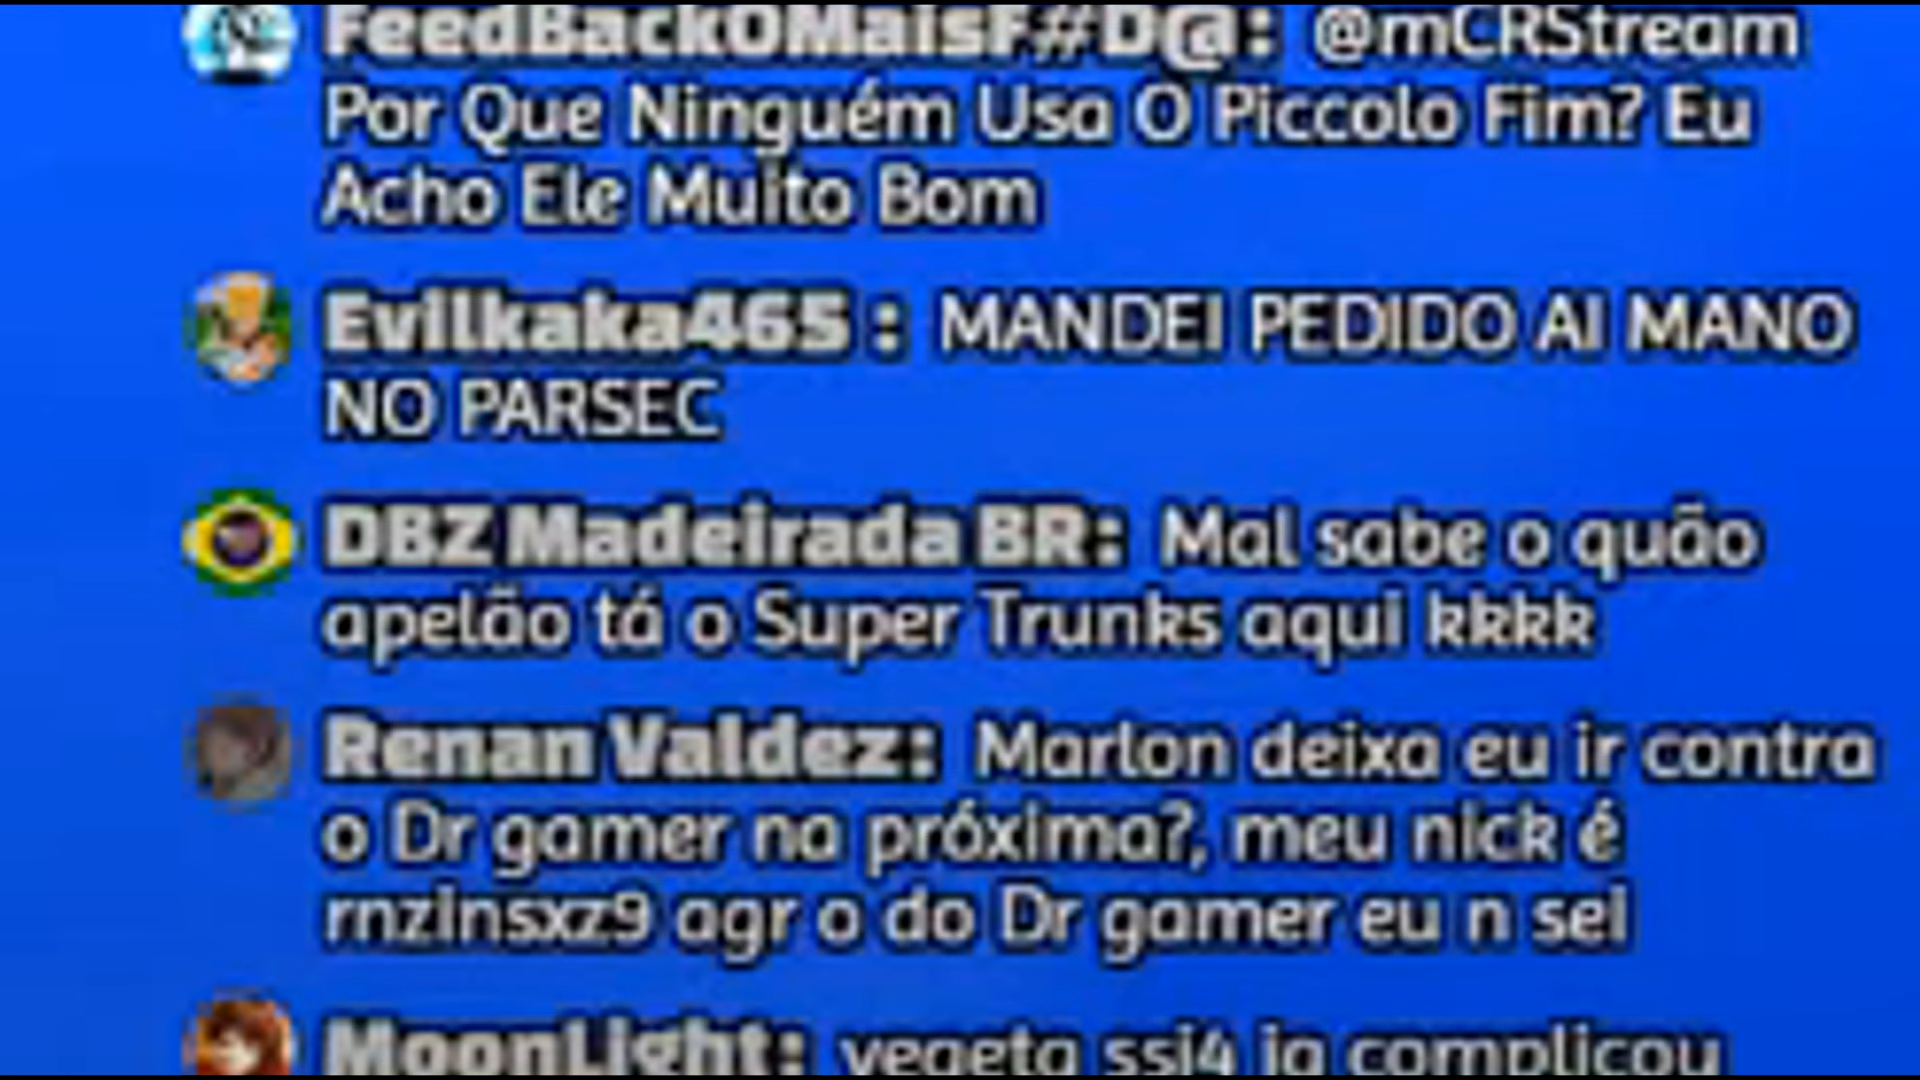 FeedBackOMaisF#D@: @mCRStream
Por Que Ninguém Usa O Piccolo Fim? Eu
Acho Ele Muito Bom
Evilkaka465 : MANDEI PEDIDO AI MANO
NO PARSEC
DBZ Madeirada BR: Mal sabe o quão
apelão tá o Super Trunks aqui kkkk
Renan Valdez: Marlon deixa eu ir contra
o Dr gamer na próxima?, meu nick é
rnzinsxz9 agr o do Dr gamer eu n sei
MoonLight: vegeta ssj4 ja complicou